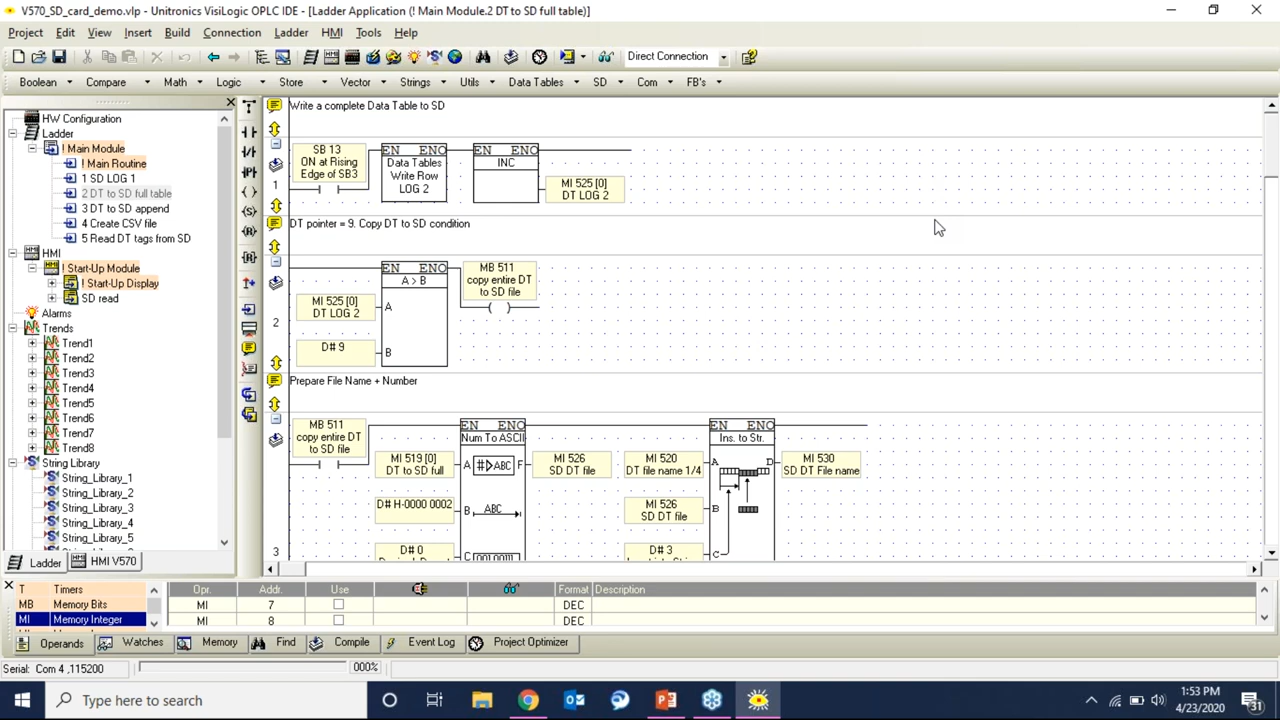 V570_SD_card_demo.vlp - Unitronics VisiLogic OPLC IDE - [Ladder Application (! Main Module.2 DT to SD full table)]
Project Edit View Insert Build Connection Ladder HMI Tools Help
Direct Connection
Boolean Compare Math Logic Store Vector Strings Utils Data Tables SD Com FB's
HW Configuration
Ladder
! Main Module
! Main Routine
1 SD LOG 1
2 DT to SD full table
3 DT to SD append
4 Create CSV file
5 Read DT tags from SD
HMI
! Start-Up Module
! Start-Up Display
SD read
Alarms
Trends
Trend1
Trend2
Trend3
Trend4
Trend5
Trend6
Trend7
Trend8
String Library
String_Library_1
String_Library_2
String_Library_3
String_Library_4
String_Library_5
Ladder HMI V570
Write a complete Data Table to SD
SB 13
ON at Rising
Edge of SB3
EN ENO
Data Tables
Write Row
LOG 2
EN ENO
INC
MI 525 [0]
DT LOG 2
1
DT pointer = 9. Copy DT to SD condition
EN ENO
A > B
MB 511
copy entire DT
to SD file
MI 525 [0]
DT LOG 2
A
2
D# 9
B
Prepare File Name + Number
MB 511
copy entire DT
to SD file
EN ENO
Num To ASCII
EN ENO
Ins. to Str.
MI 519 [0]
DT to SD full
A
#▷ABC
F
MI 526
SD DT file
MI 520
DT file name 1/4
A
D
MI 530
SD DT File name
D# H-0000 0002
B
ABC
MI 526
SD DT file
B
3
D# 0
C
D# 3
C
T Timers
MB Memory Bits
MI Memory Integer
Opr. Addr. Use Format Description
MI 7 DEC
MI 8 DEC
Operands Watches Memory Find Compile Event Log Project Optimizer
Serial: Com 4 ,115200 000%
Type here to search
1:53 PM
4/23/2020
31